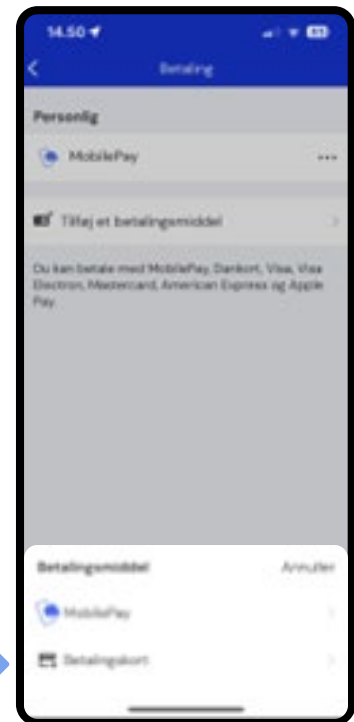 14.50
Betaling
Personlig
MobilePay
Tilføj et betalingsmiddel
Du kan betale med MobilePay, Dankort, Visa, Visa
Electron, Mastercard, American Express og Apple
Pay.
Betalingsmiddel Annuller
MobilePay
Betalingskort